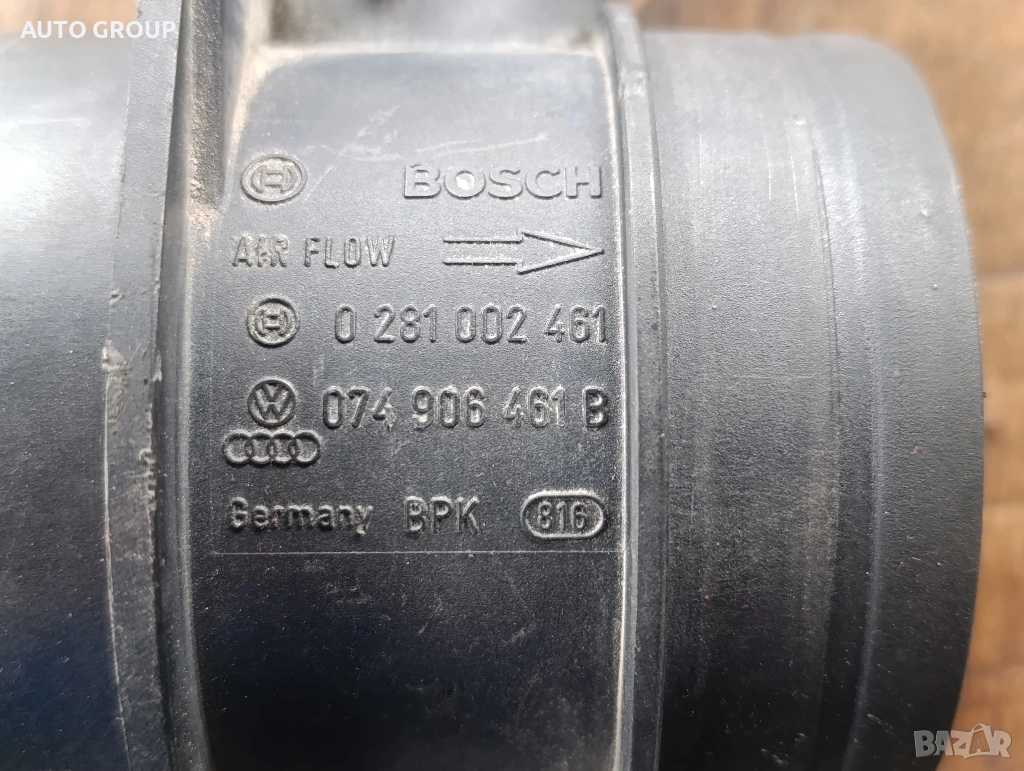 AUTO GROUP
BOSCH
AIR FLOW
0 281 002 461
074 906 461 B
Germany BPK 816
BAZAR